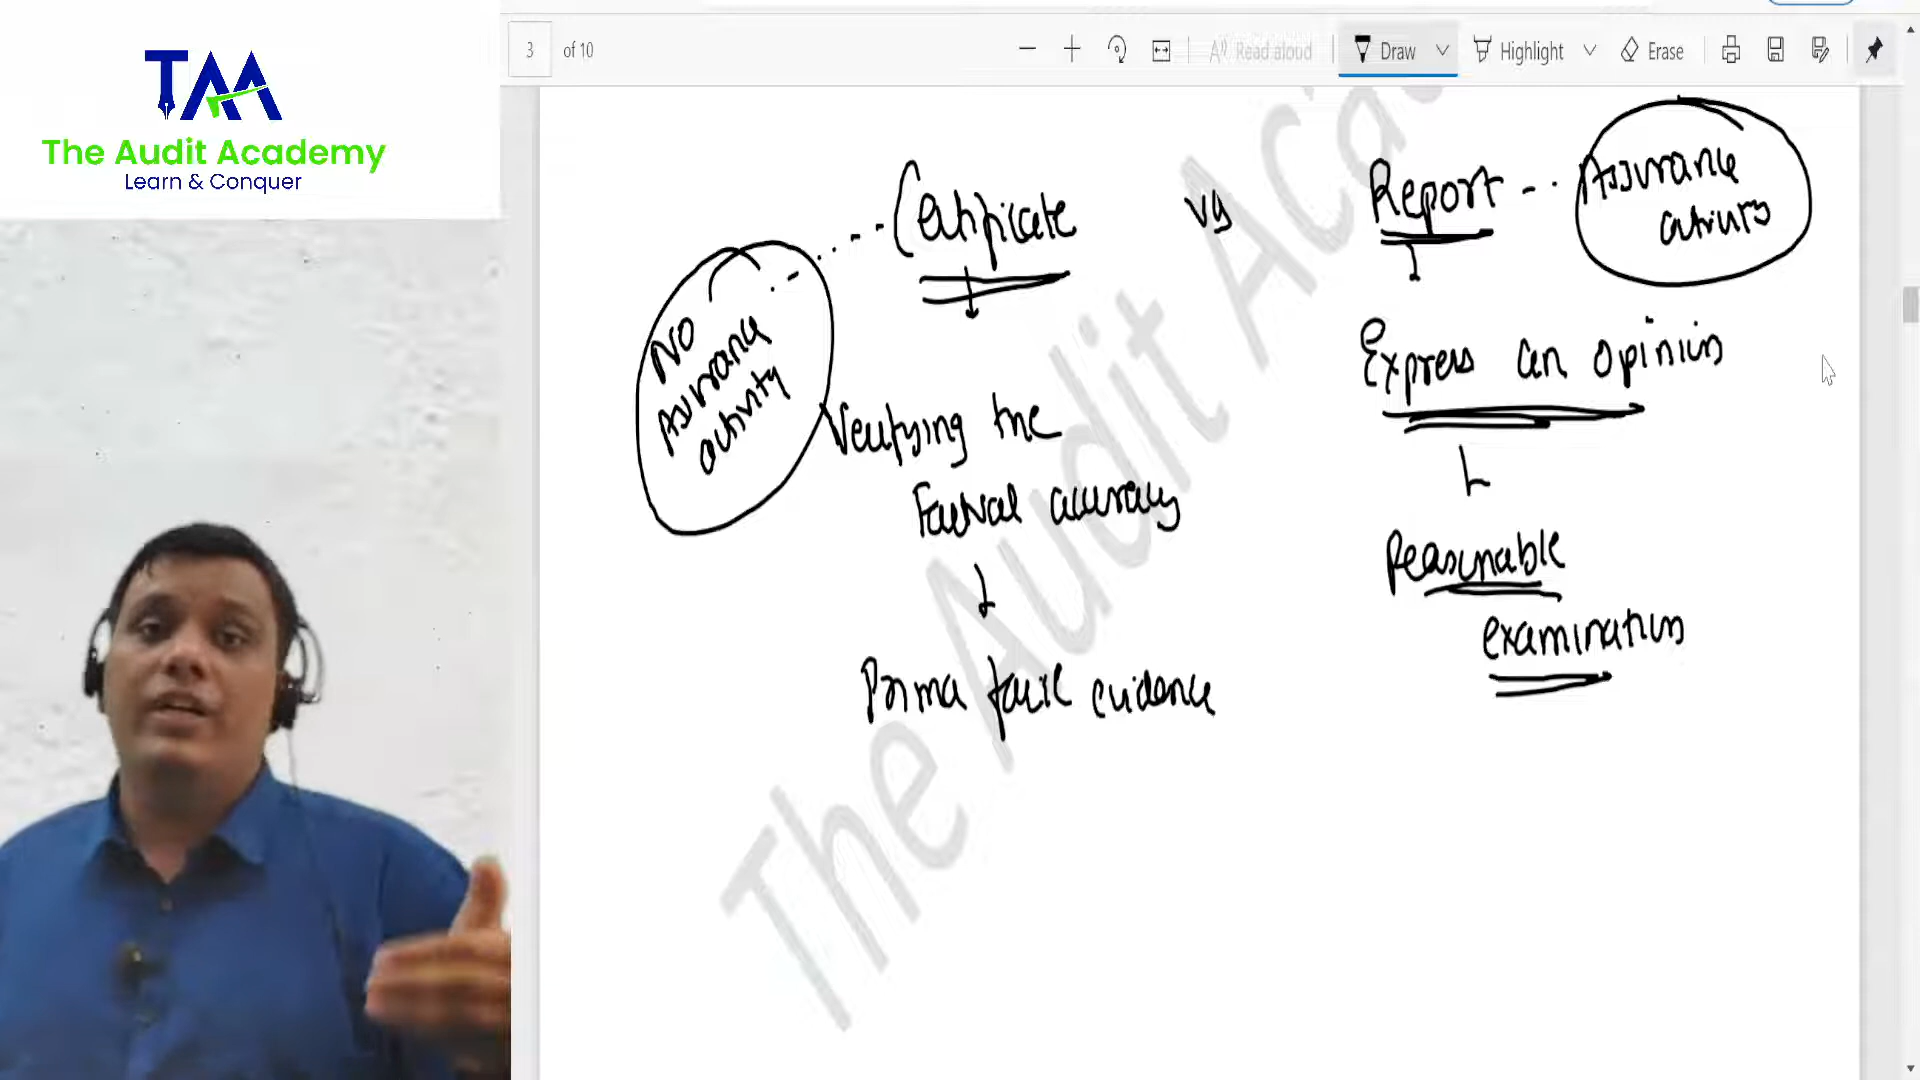 TAA
The Audit Academy
Learn & Conquer
3 of 10
Read aloud Draw Highlight Erase
Certificate vs Report
Assurance
activity
No
Assurance
activity
Verifying the
Factual accuracy
Prima facie evidence
Express an opinion
Reasonable
examination
The Audit Aca